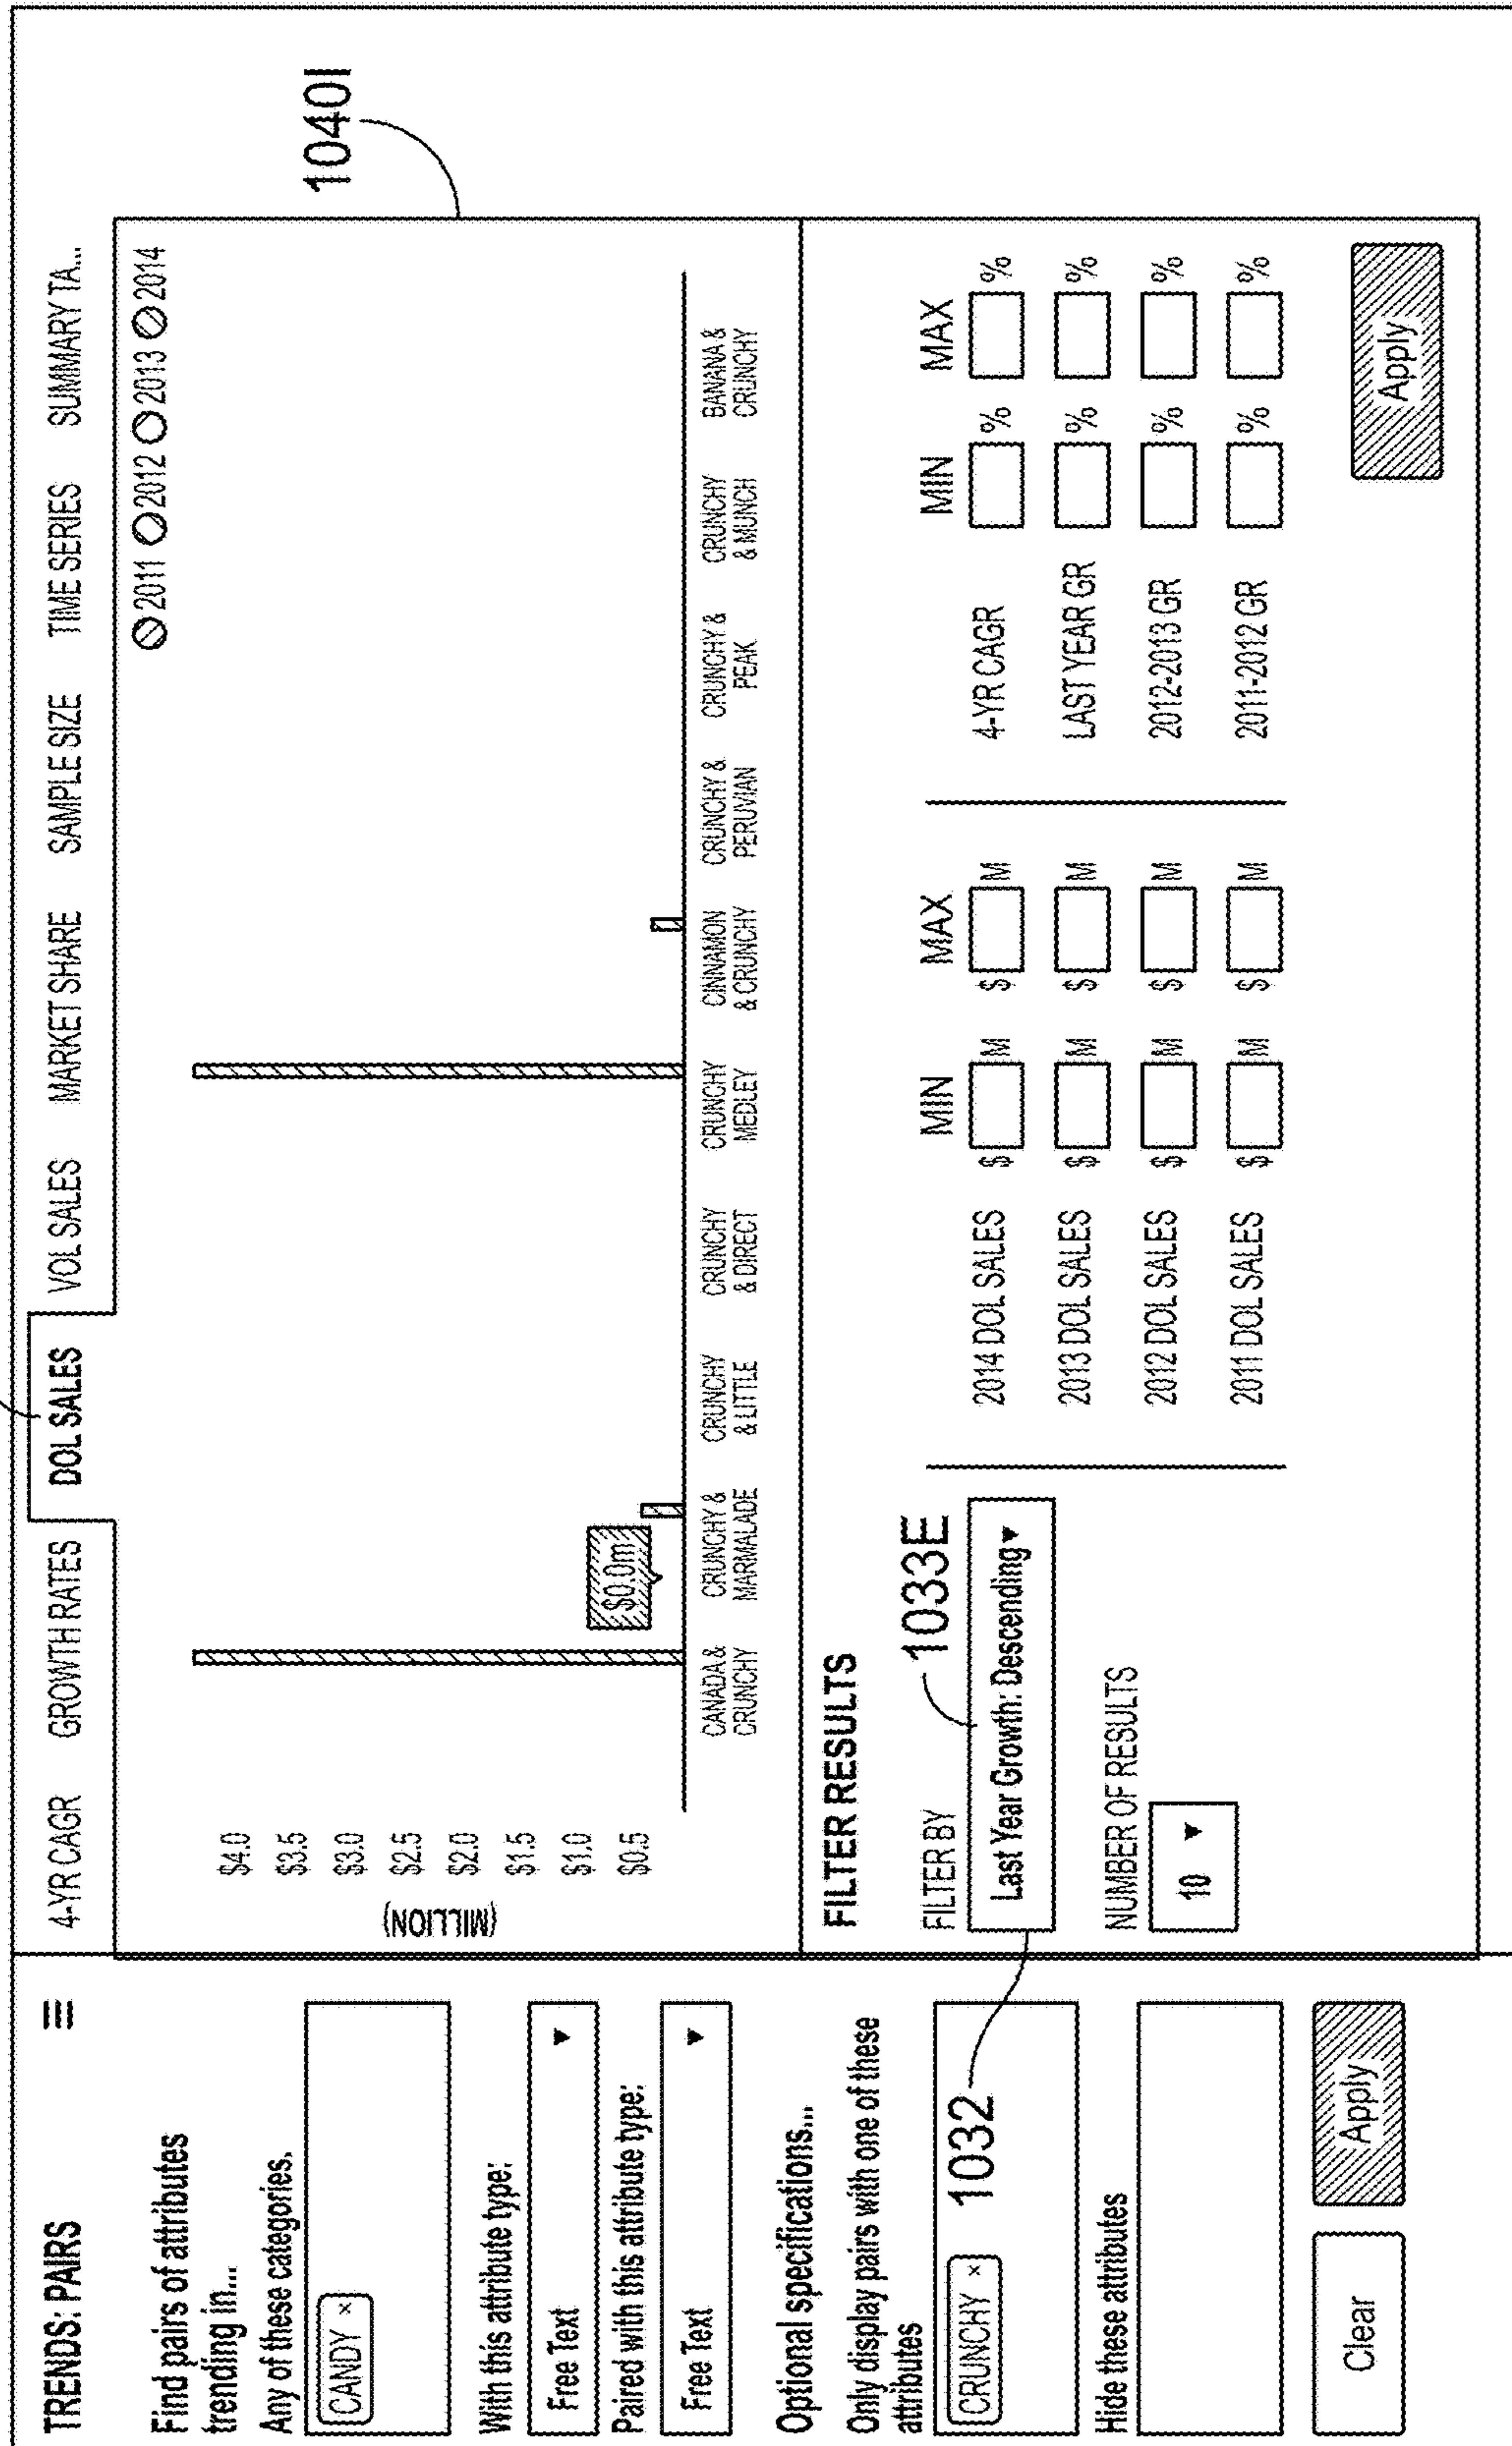 TRENDS: PAIRS
Find pairs of attributes
trending in...
Any of these categories.
CANDY ×
With this attribute type:
Free Text ▼
Paired with this attribute type:
Free Text ▼
Optional specifications...
Only display pairs with one of these
attributes
CRUNCHY ×
1032
Hide these attributes
Clear
Apply
4-YR CAGR GROWTH RATES DOL SALES VOL SALES MARKET SHARE SAMPLE SIZE TIME SERIES SUMMARY TA...
2011 2012 2013 2014
1040I
(MILLION)
$4.0
$3.5
$3.0
$2.5
$2.0
$1.5
$1.0
$0.5
$0.0m
CANADA &
CRUNCHY
CRUNCHY &
MARMALADE
CRUNCHY
& LITTLE
CRUNCHY
& DIRECT
CRUNCHY
MEDLEY
CINNAMON
& CRUNCHY
CRUNCHY &
PERUVIAN
CRUNCHY &
PEAK
CRUNCHY
& MUNCH
BANANA &
CRUNCHY
FILTER RESULTS
FILTER BY
1033E
Last Year Growth: Descending ▼
NUMBER OF RESULTS
10 ▼
MIN MAX
2014 DOL SALES $ M $ M
2013 DOL SALES $ M $ M
2012 DOL SALES $ M $ M
2011 DOL SALES $ M $ M
MIN MAX
4-YR CAGR % %
LAST YEAR GR % %
2012-2013 GR % %
2011-2012 GR % %
Apply